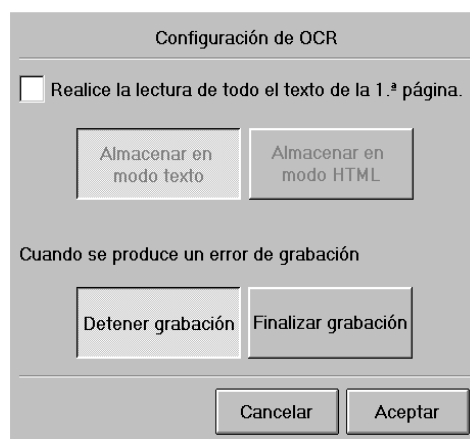 Configuración de OCR
Realice la lectura de todo el texto de la 1.ª página.
Almacenar en
modo texto
Almacenar en
modo HTML
Cuando se produce un error de grabación
Detener grabación
Finalizar grabación
Cancelar
Aceptar